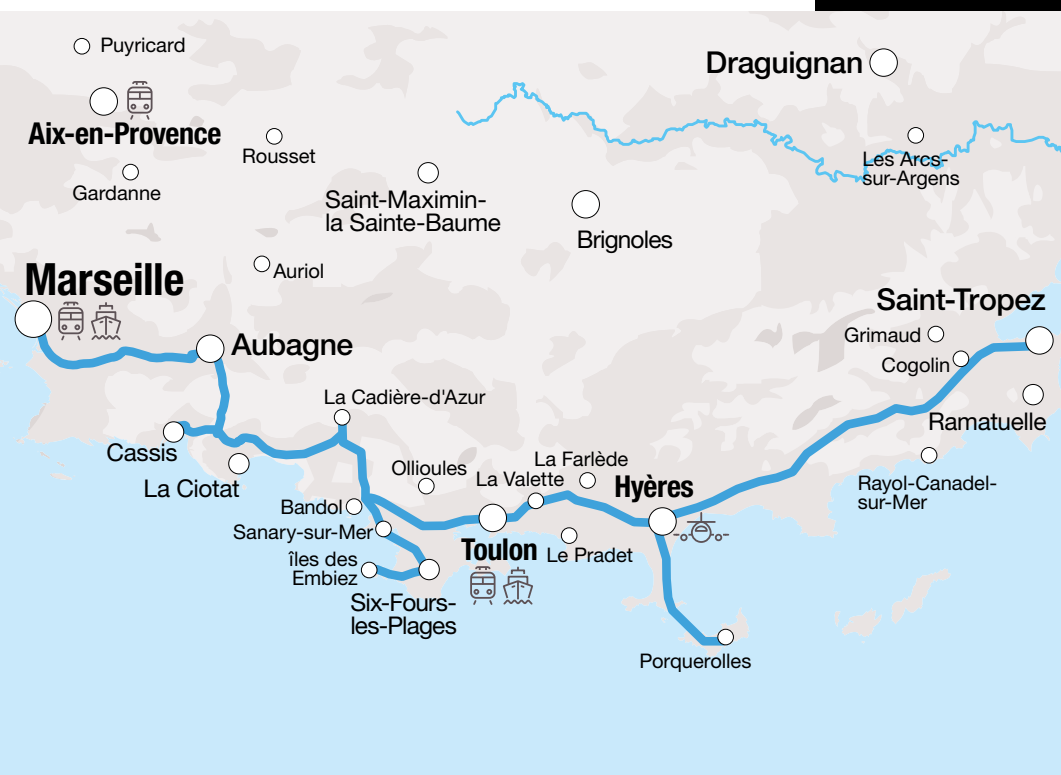 Puyricard
Draguignan
Aix-en-Provence
Rousset
Les Arcs-
sur-Argens
Gardanne
Saint-Maximin-
la Sainte-Baume
Brignoles
Auriol
Marseille
Saint-Tropez
Grimaud
Aubagne
Cogolin
La Cadière-d'Azur
Ramatuelle
Cassis
La Ciotat
Ollioules
La Farlède
La Valette
Hyères
Rayol-Canadel-
sur-Mer
Bandol
Sanary-sur-Mer
Toulon
Le Pradet
îles des
Embiez
Six-Fours-
les-Plages
Porquerolles